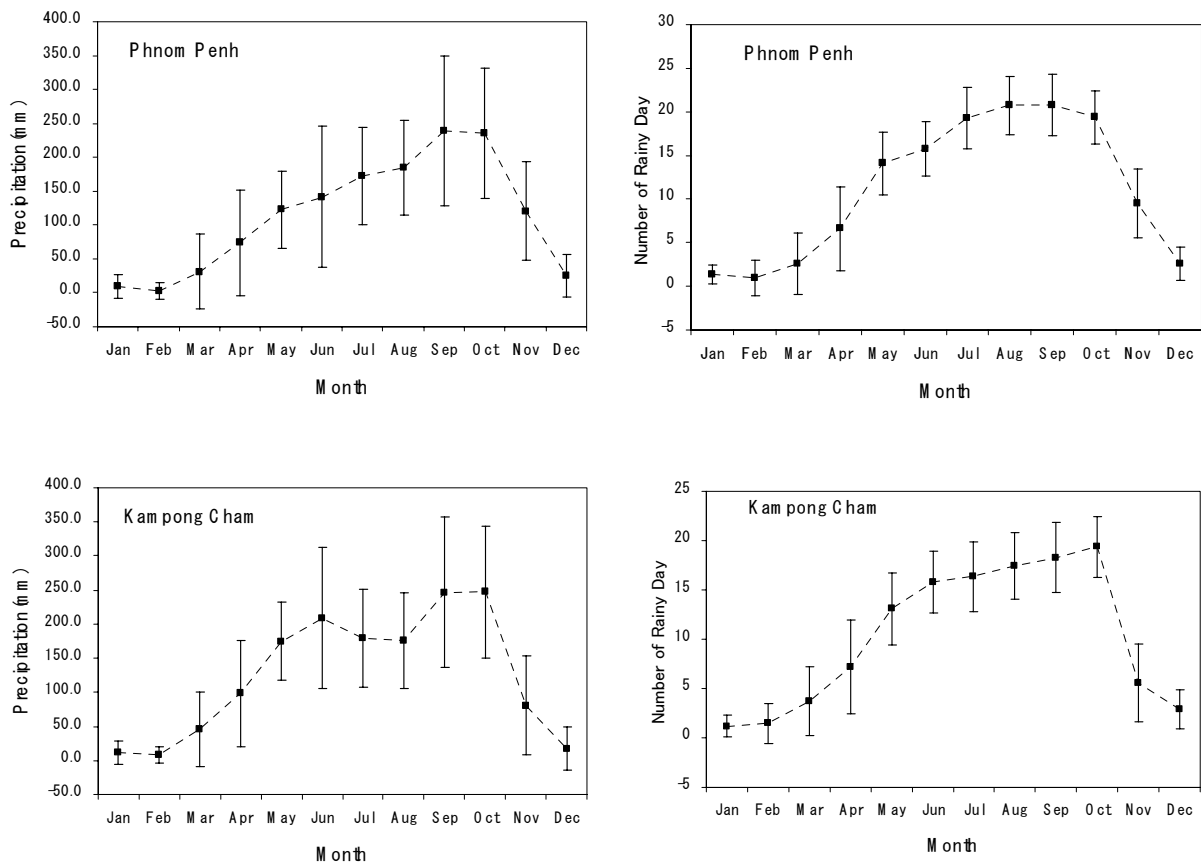 400.0
350.0
300.0
250.0
200.0
150.0
100.0
50.0
0.0
-50.0
Precipitation (mm)
Phnom Penh
Jan Feb Mar Apr May Jun Jul Aug Sep Oct Nov Dec
Month
30
25
20
15
10
5
0
-5
Number of Rainy Day
Phnom Penh
Jan Feb Mar Apr May Jun Jul Aug Sep Oct Nov Dec
Month
400.0
350.0
300.0
250.0
200.0
150.0
100.0
50.0
0.0
-50.0
Precipitation (mm)
Kampong Cham
Jan Feb Mar Apr May Jun Jul Aug Sep Oct Nov Dec
Month
25
20
15
10
5
0
-5
Number of Rainy Day
Kampong Cham
Jan Feb Mar Apr May Jun Jul Aug Sep Oct Nov Dec
Month